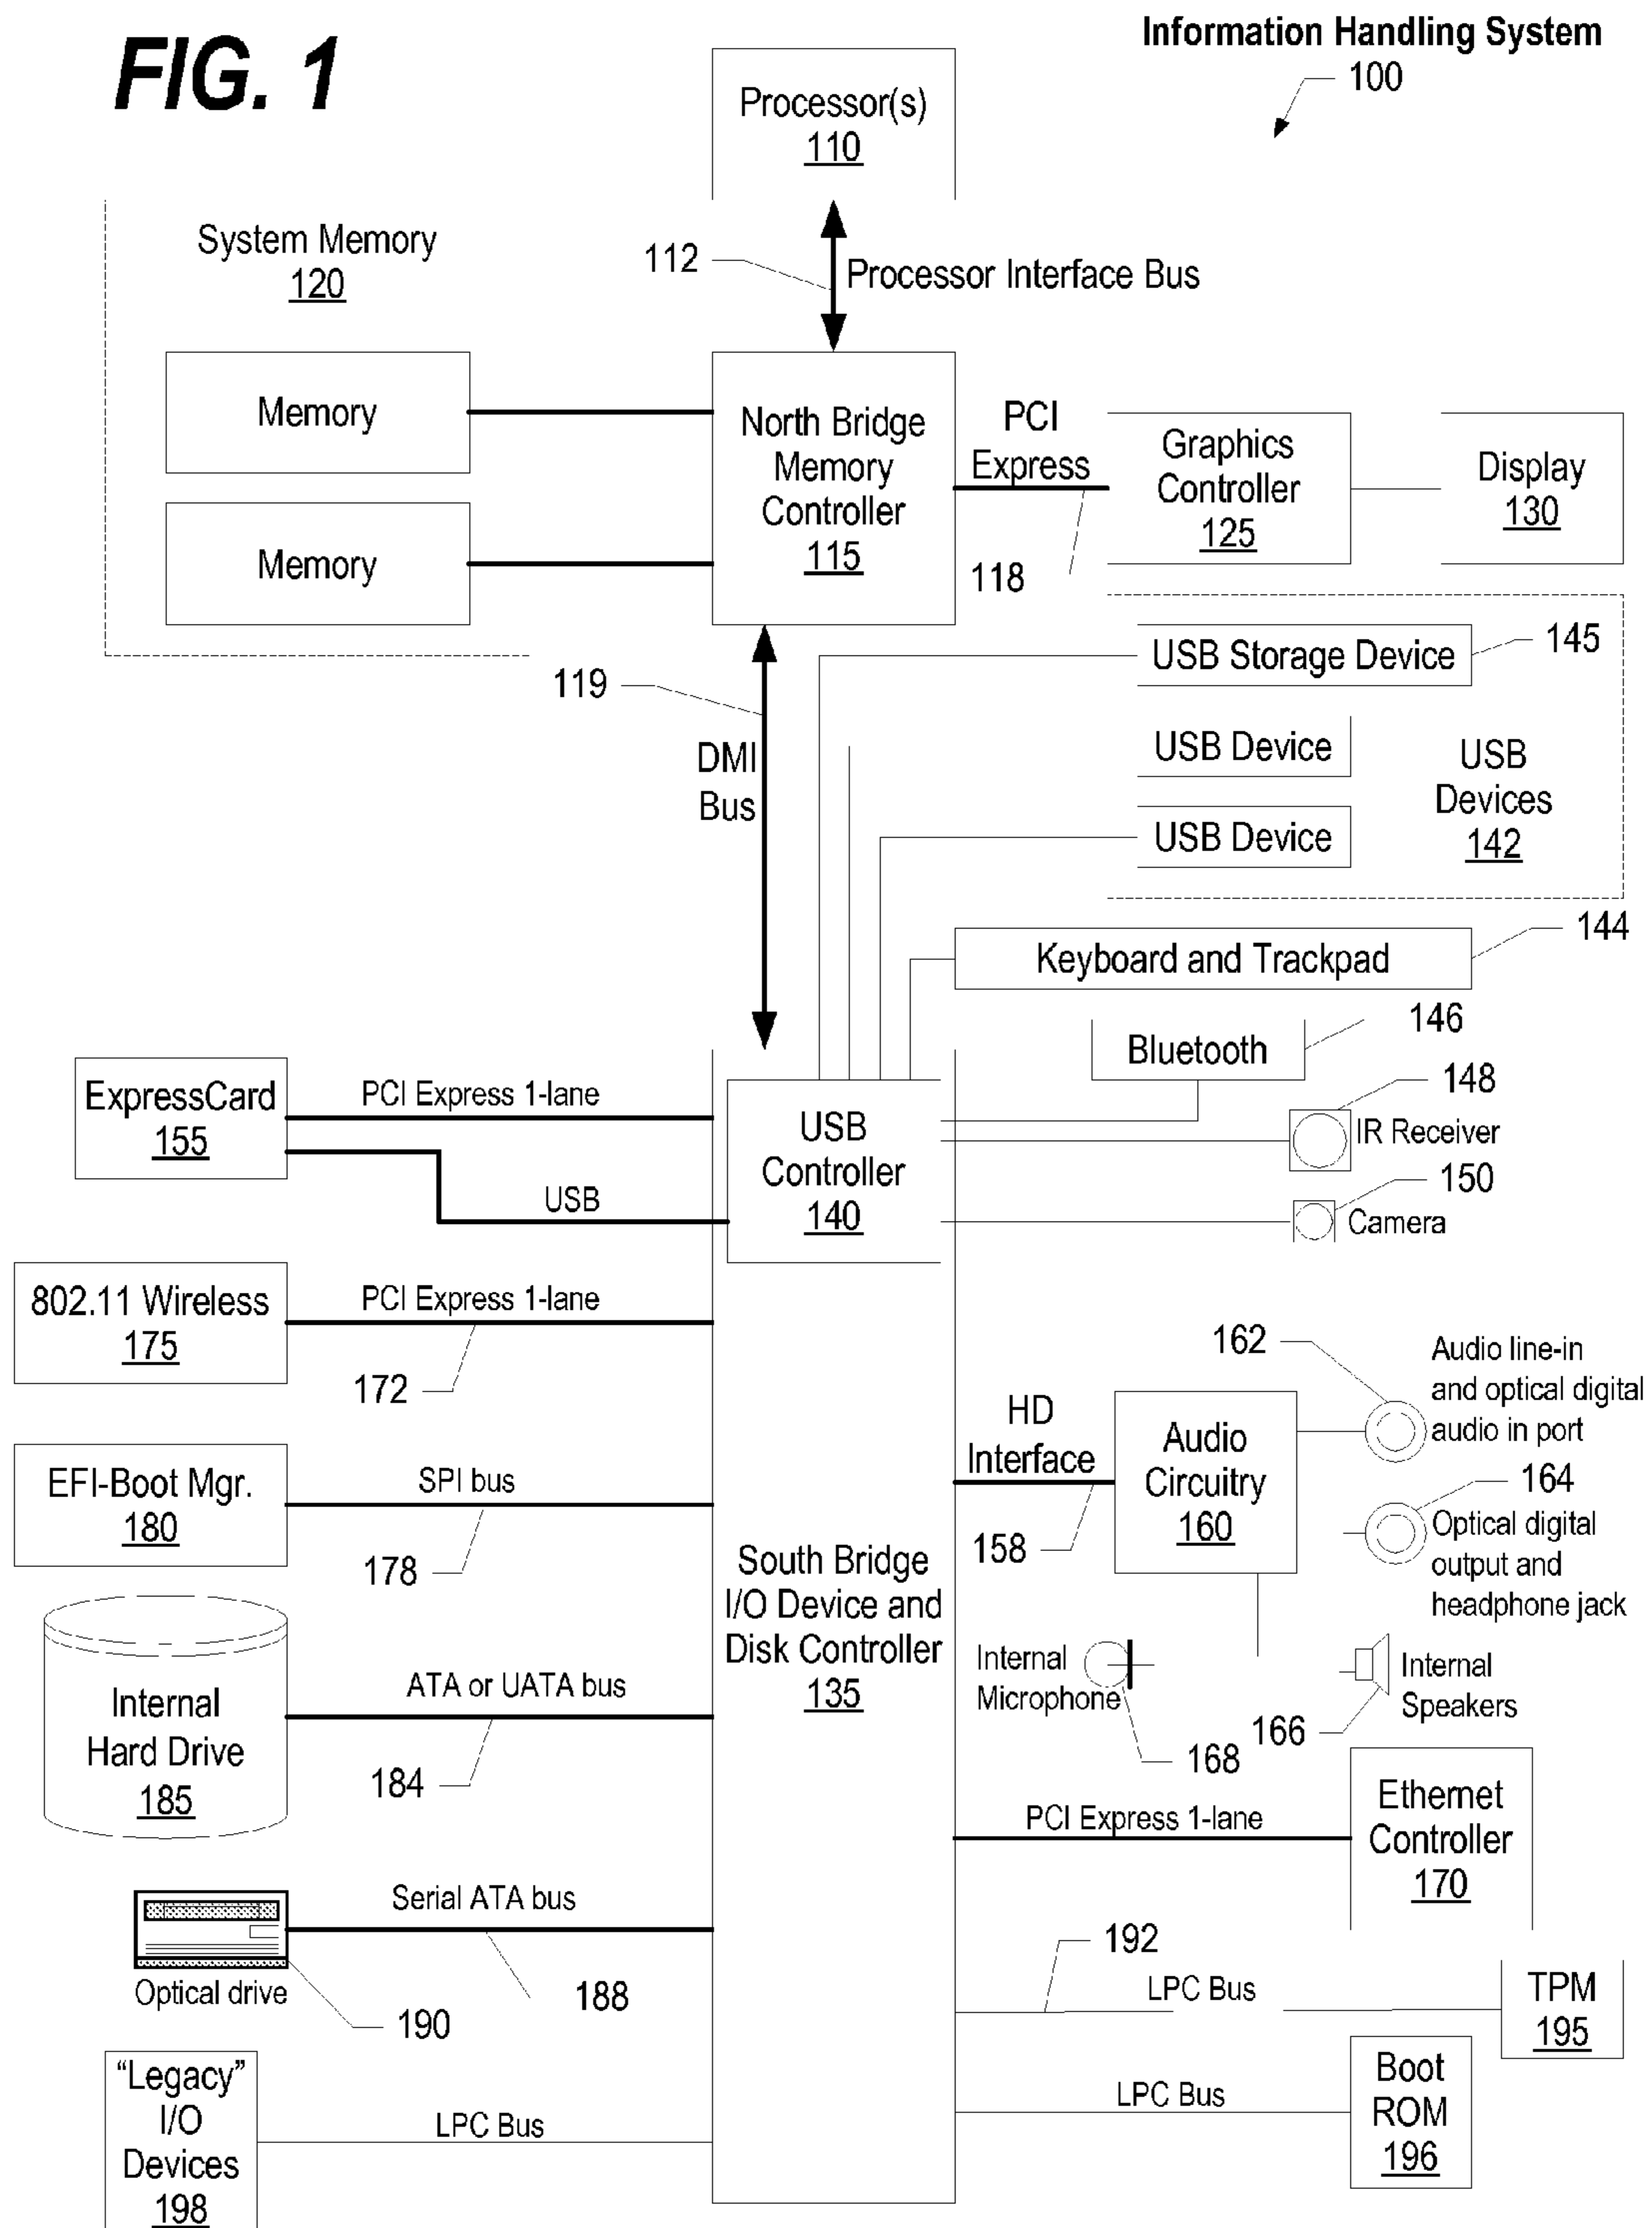 FIG. 1
Information Handling System
100
Processor(s)
110
System Memory
120
112
Processor Interface Bus
Memory
Memory
North Bridge
Memory
Controller
115
PCI
Express
118
Graphics
Controller
125
Display
130
119
DMI
Bus
USB Storage Device
145
USB Device
USB Device
USB
Devices
142
Keyboard and Trackpad
144
Bluetooth
146
148
IR Receiver
150
Camera
ExpressCard
155
PCI Express 1-lane
USB
USB
Controller
140
802.11 Wireless
175
PCI Express 1-lane
172
EFI-Boot Mgr.
180
SPI bus
178
Internal
Hard Drive
185
ATA or UATA bus
184
Optical drive
190
Serial ATA bus
188
"Legacy"
I/O
Devices
198
LPC Bus
South Bridge
I/O Device and
Disk Controller
135
HD
Interface
158
Audio
Circuitry
160
162
Audio line-in
and optical digital
audio in port
164
Optical digital
output and
headphone jack
Internal
Microphone
168
166
Internal
Speakers
PCI Express 1-lane
Ethernet
Controller
170
192
LPC Bus
TPM
195
LPC Bus
Boot
ROM
196